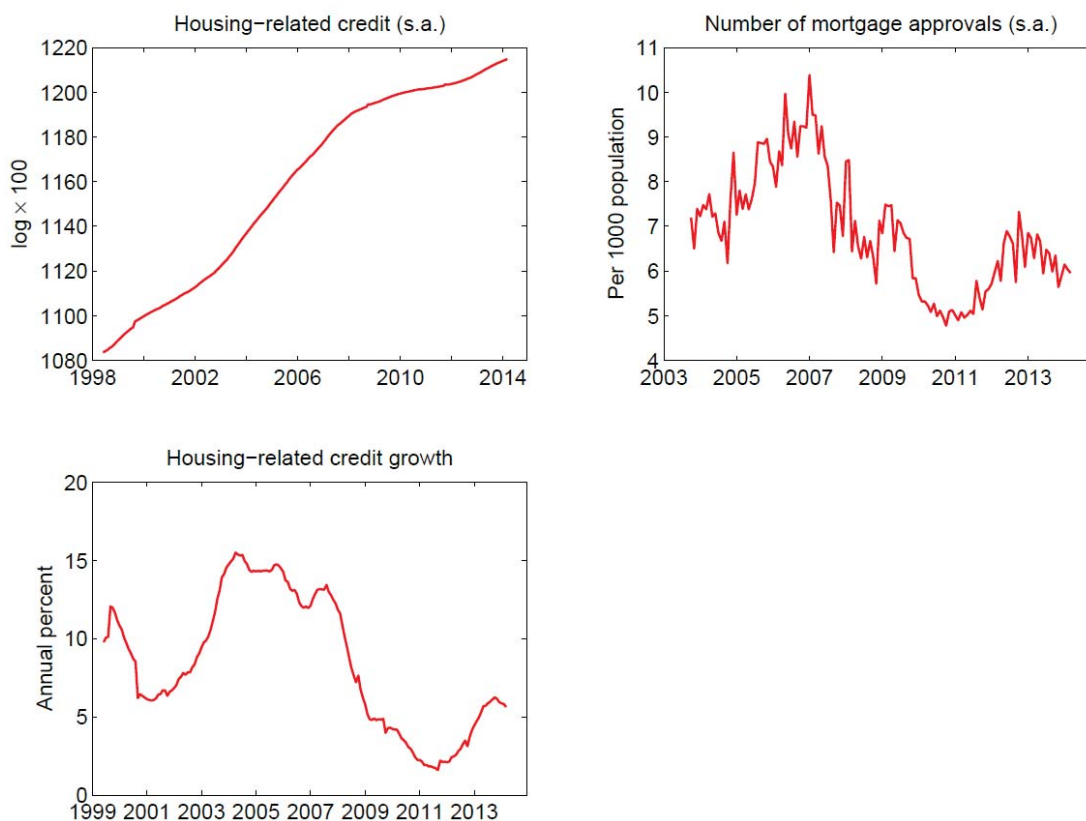 Housing−related credit (s.a.)
log × 100
1220
1200
1180
1160
1140
1120
1100
1080
1998 2002 2006 2010 2014
Number of mortgage approvals (s.a.)
Per 1000 population
11
10
9
8
7
6
5
4
2003 2005 2007 2009 2011 2013
Housing−related credit growth
Annual percent
20
15
10
5
0
1999 2001 2003 2005 2007 2009 2011 2013